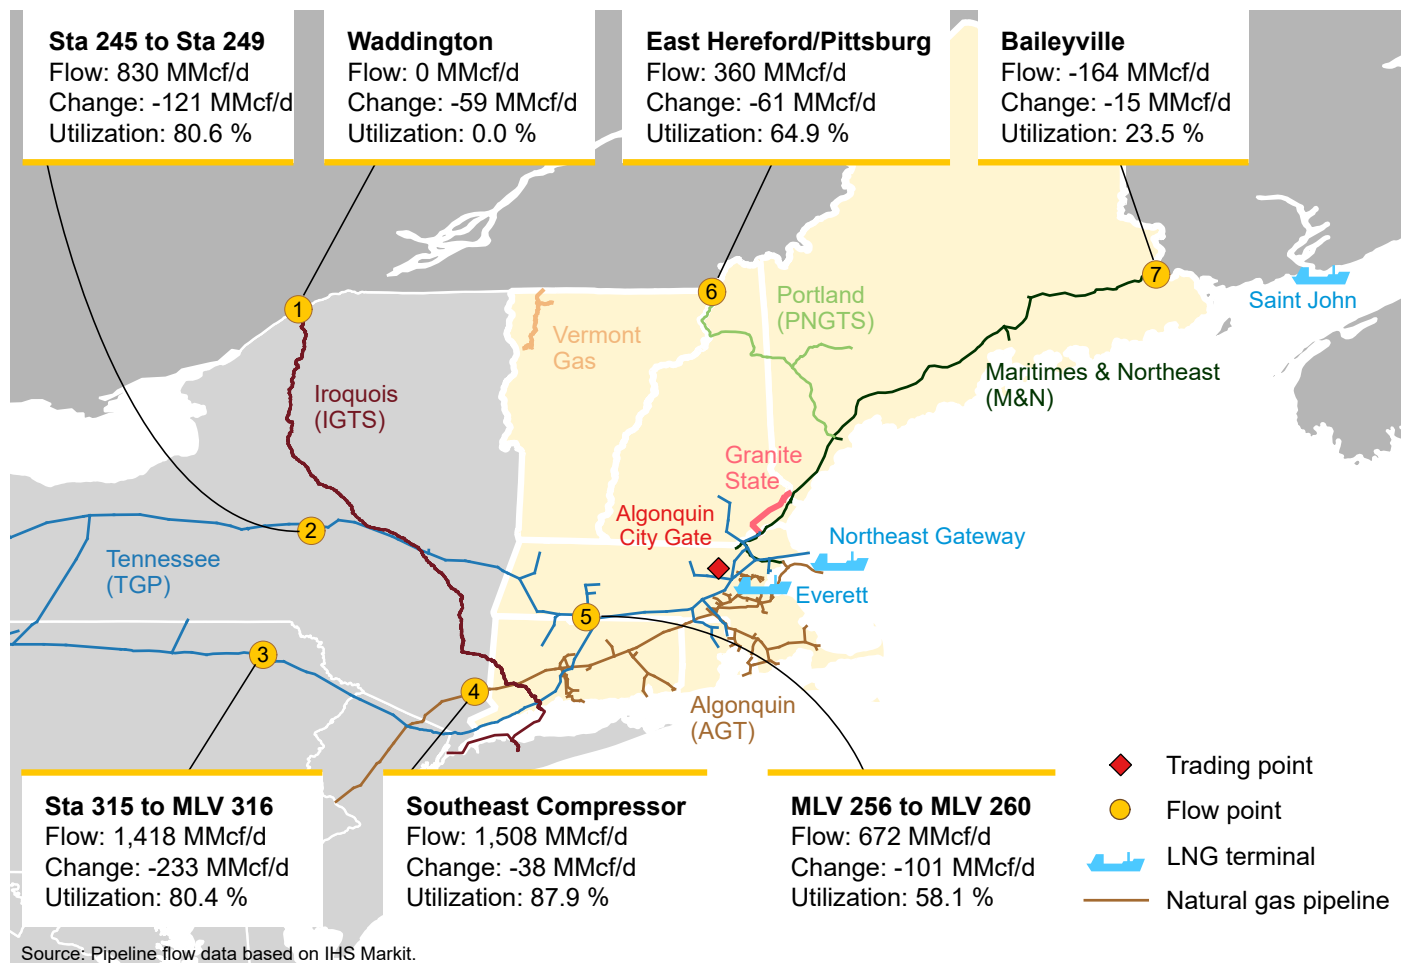 Sta 245 to Sta 249
Flow: 830 MMcf/d
Change: -121 MMcf/d
Utilization: 80.6 %
Waddington
Flow: 0 MMcf/d
Change: -59 MMcf/d
Utilization: 0.0 %
East Hereford/Pittsburg
Flow: 360 MMcf/d
Change: -61 MMcf/d
Utilization: 64.9 %
Baileyville
Flow: -164 MMcf/d
Change: -15 MMcf/d
Utilization: 23.5 %
7
6
1
Saint John
Portland
(PNGTS)
Vermont
Gas
Maritimes & Northeast
(M&N)
Iroquois
(IGTS)
Granite
State
Algonquin
City Gate
2
Northeast Gateway
Tennessee
(TGP)
Everett
5
3
4
Algonquin
(AGT)
Sta 315 to MLV 316
Flow: 1,418 MMcf/d
Change: -233 MMcf/d
Utilization: 80.4 %
Southeast Compressor
Flow: 1,508 MMcf/d
Change: -38 MMcf/d
Utilization: 87.9 %
MLV 256 to MLV 260
Flow: 672 MMcf/d
Change: -101 MMcf/d
Utilization: 58.1 %
Trading point
Flow point
LNG terminal
Natural gas pipeline
Source: Pipeline flow data based on IHS Markit.